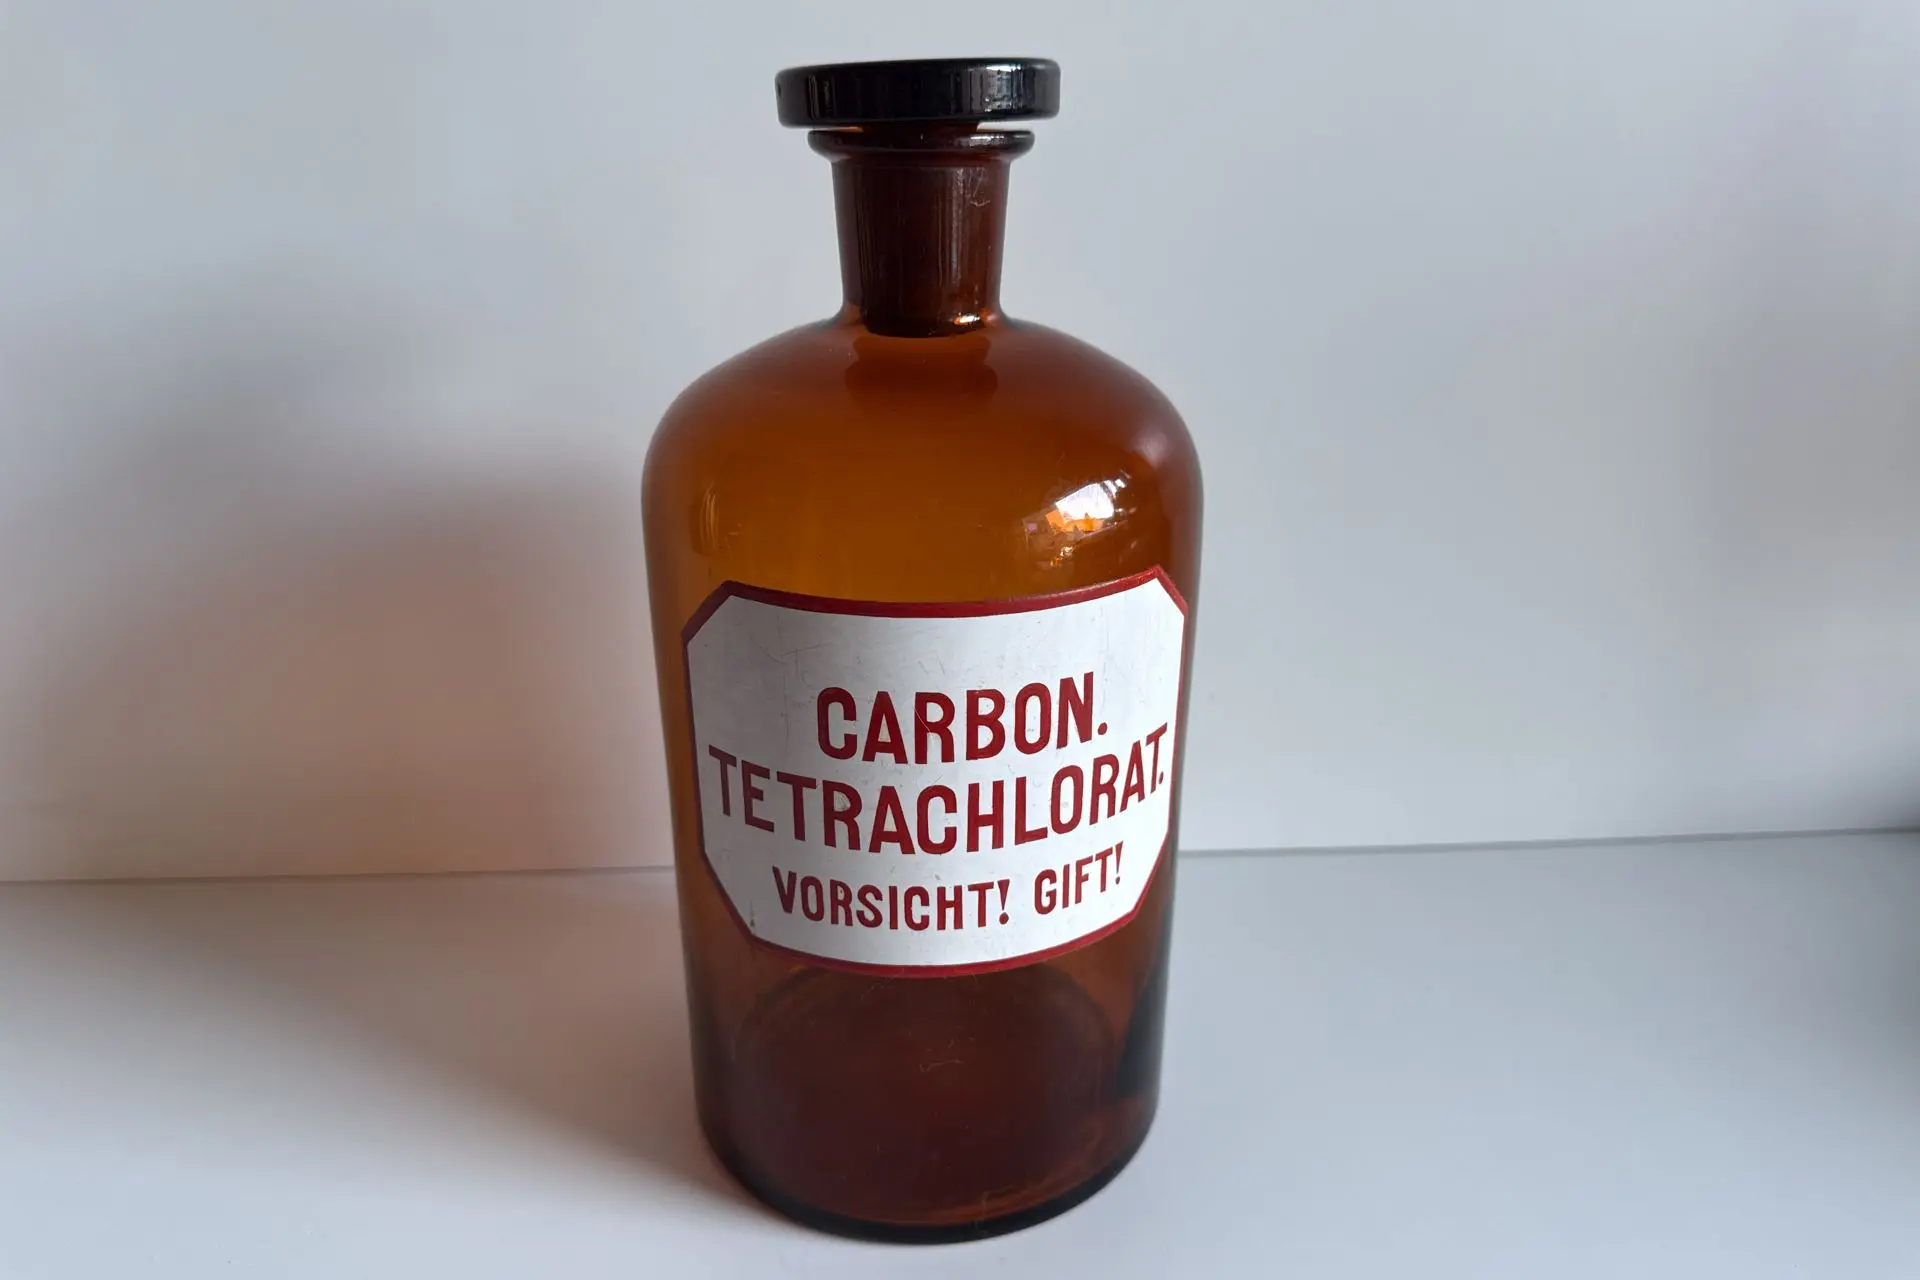 CARBON.
TETRACHLORAT.
VORSICHT! GIFT!